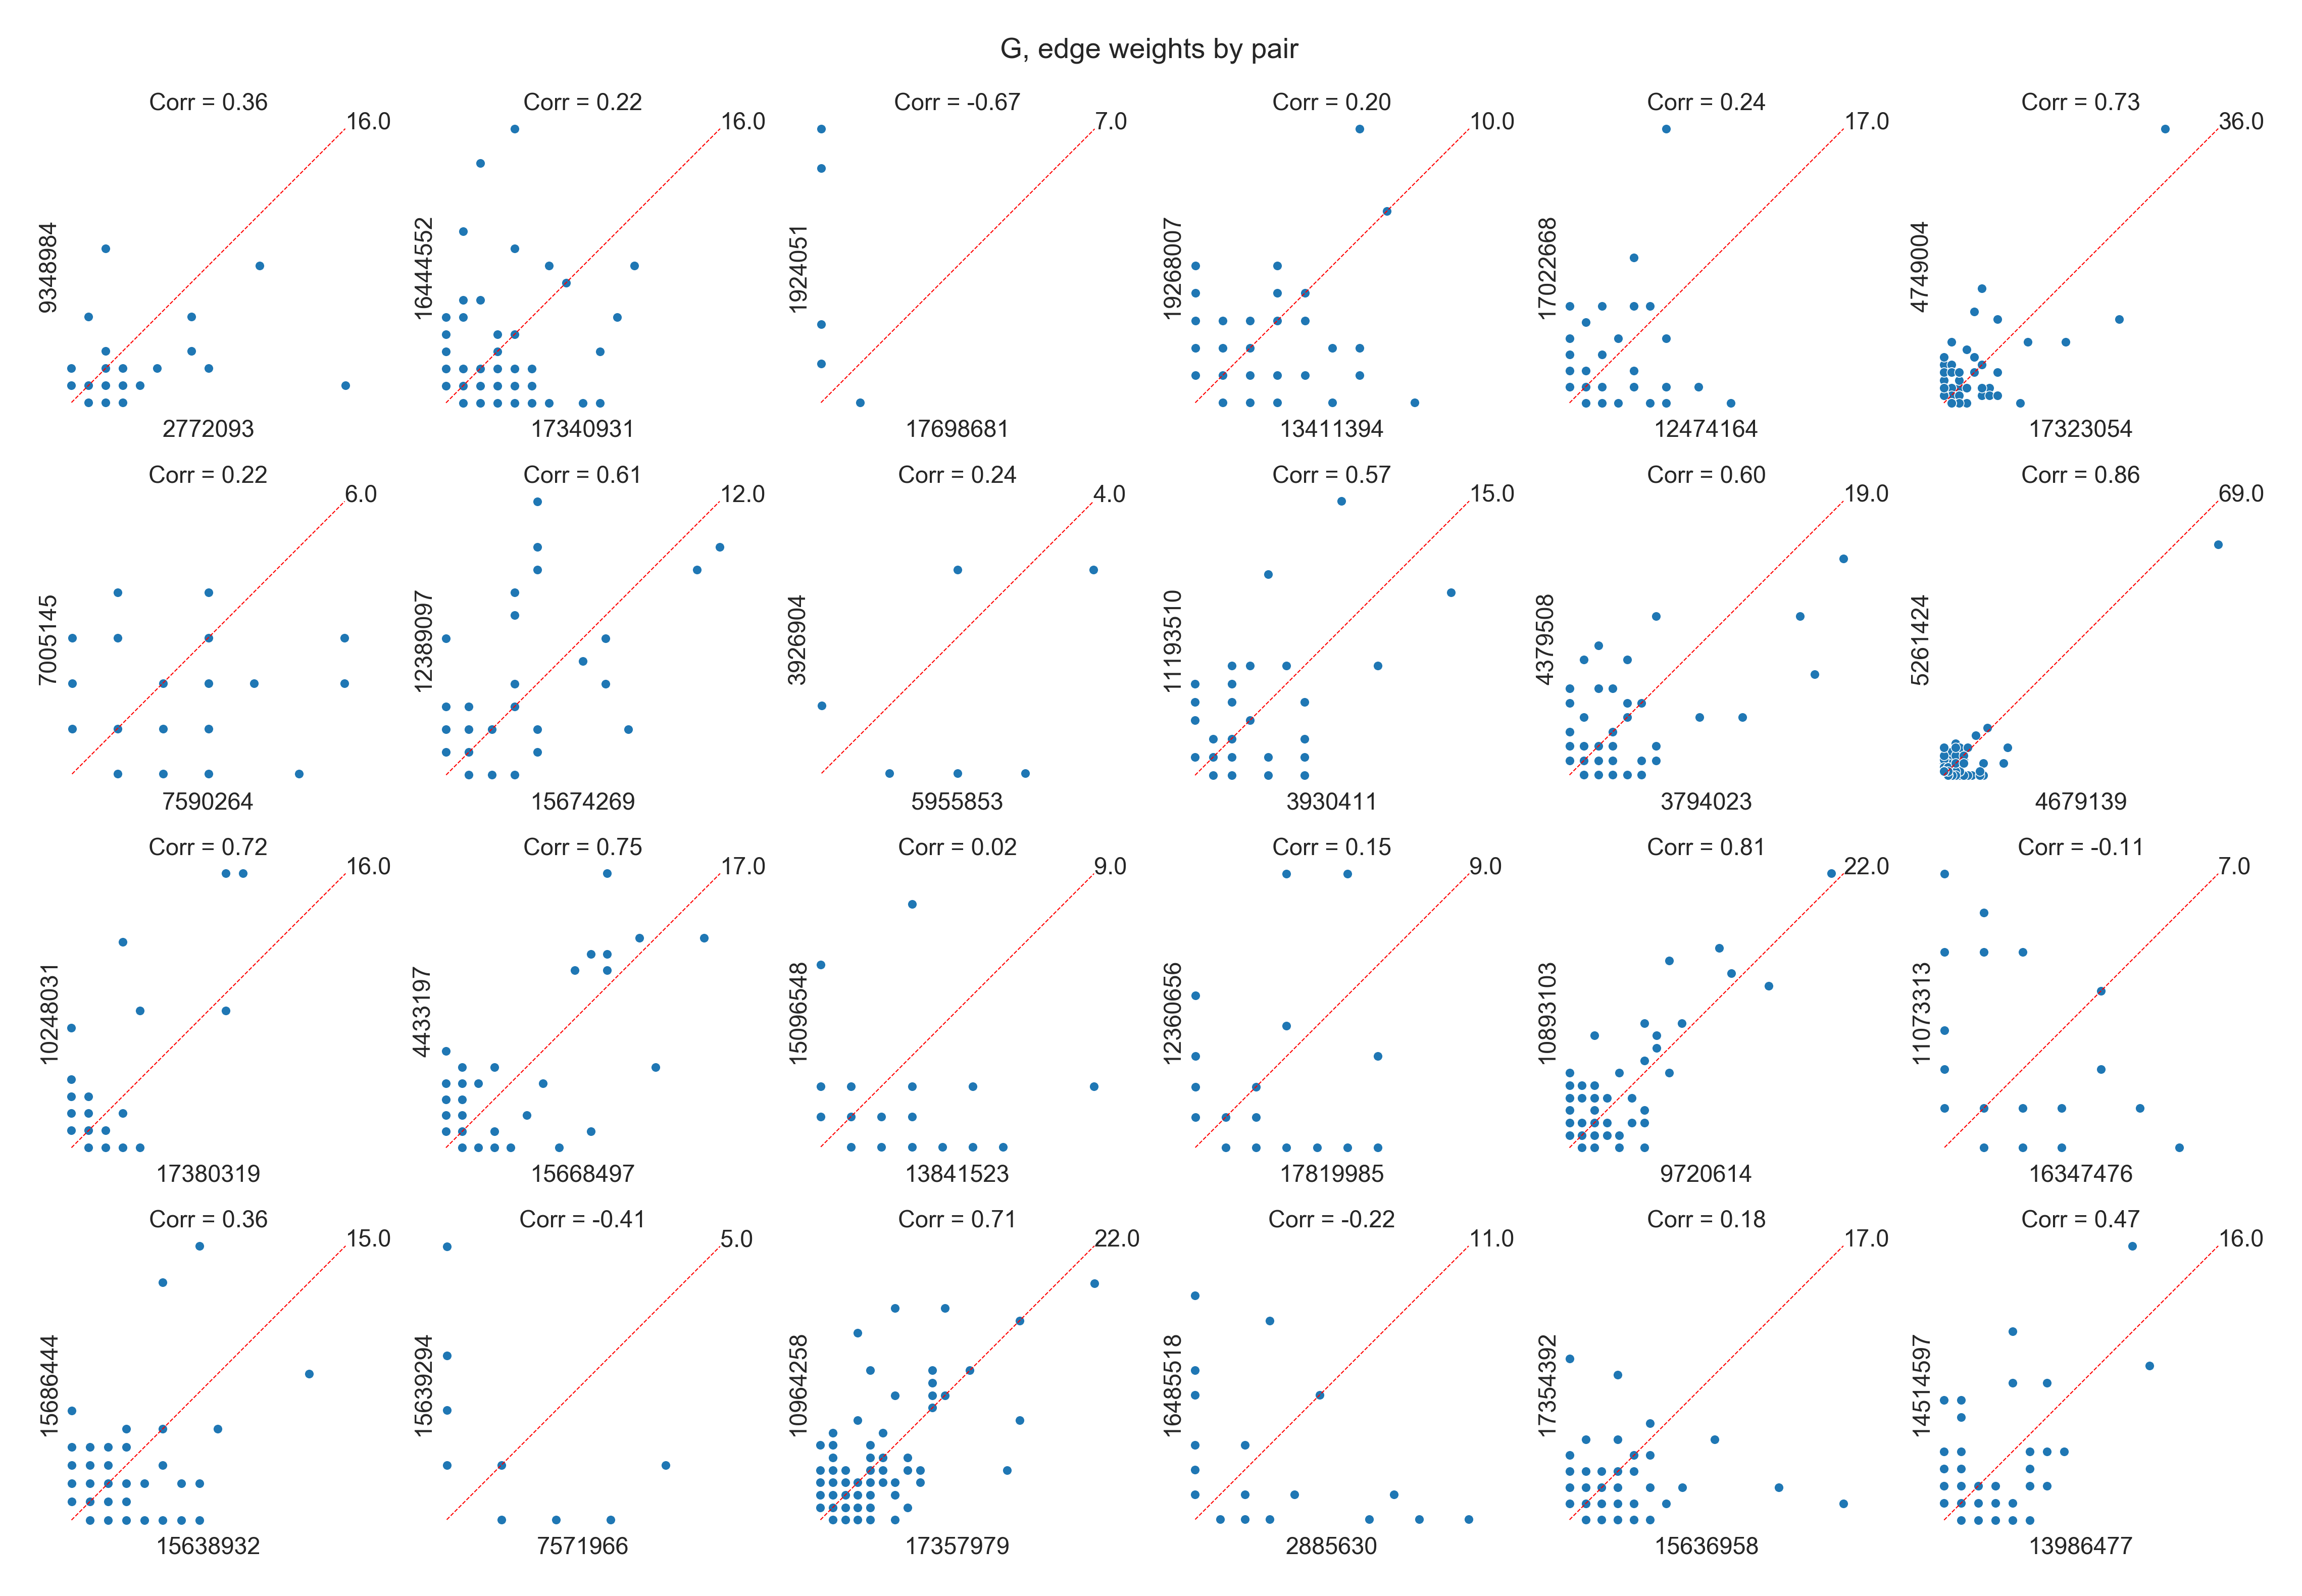 G, edge weights by pair
Corr = 0.36
16.0
9348984
2772093
Corr = 0.22
16.0
16444552
17340931
Corr = -0.67
7.0
1924051
17698681
Corr = 0.20
10.0
19268007
13411394
Corr = 0.24
17.0
17022668
12474164
Corr = 0.73
36.0
4749004
17323054
Corr = 0.22
6.0
7005145
7590264
Corr = 0.61
12.0
12389097
15674269
Corr = 0.24
4.0
3926904
5955853
Corr = 0.57
15.0
11193510
3930411
Corr = 0.60
19.0
4379508
3794023
Corr = 0.86
69.0
5261424
4679139
Corr = 0.72
16.0
10248031
17380319
Corr = 0.75
17.0
4433197
15668497
Corr = 0.02
9.0
15096548
13841523
Corr = 0.15
9.0
12360656
17819985
Corr = 0.81
22.0
10893103
9720614
Corr = -0.11
7.0
11073313
16347476
Corr = 0.36
15.0
15686444
15638932
Corr = -0.41
5.0
15639294
7571966
Corr = 0.71
22.0
10964258
17357979
Corr = -0.22
11.0
16485518
2885630
Corr = 0.18
17.0
17354392
15636958
Corr = 0.47
16.0
14514597
13986477